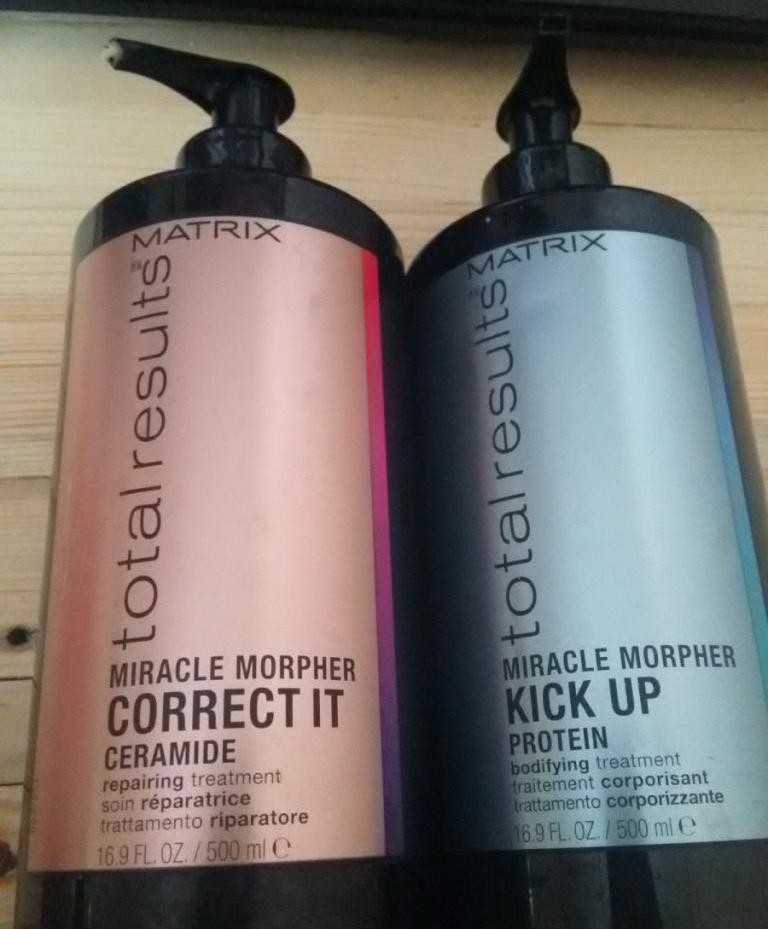 MATRIX
total results
MIRACLE MORPHER
CORRECT IT
CERAMIDE
repairing treatment
soin réparatrice
trattamento riparatore
16.9 FL. OZ. / 500 ml ℮
MATRIX
total results
MIRACLE MORPHER
KICK UP
PROTEIN
bodifying treatment
traitement corporisant
trattamento corporizzante
16.9 FL. OZ. / 500 ml ℮